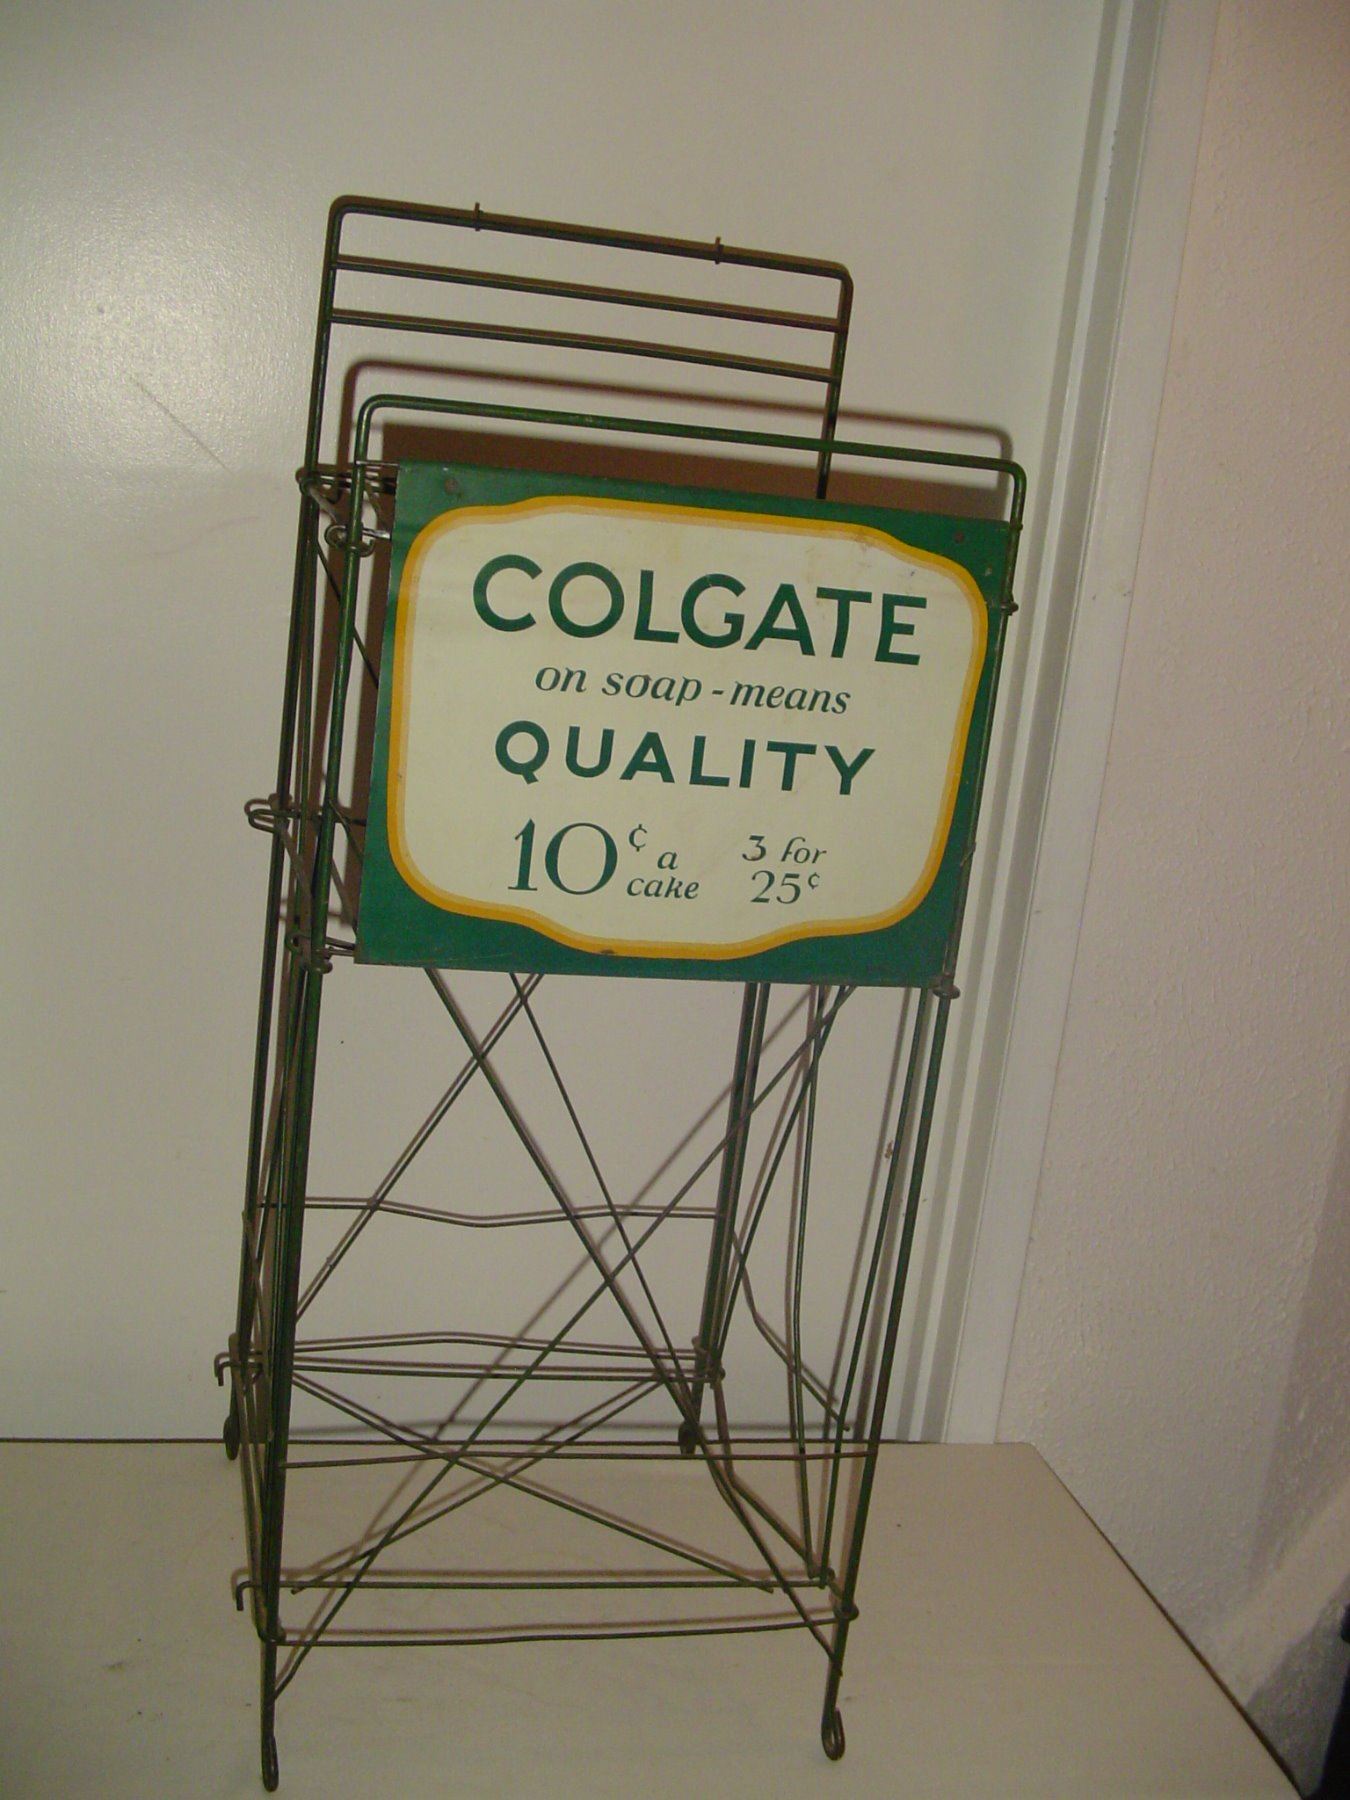 COLGATE
on soap - means
QUALITY
10¢ a cake
3 for 25¢